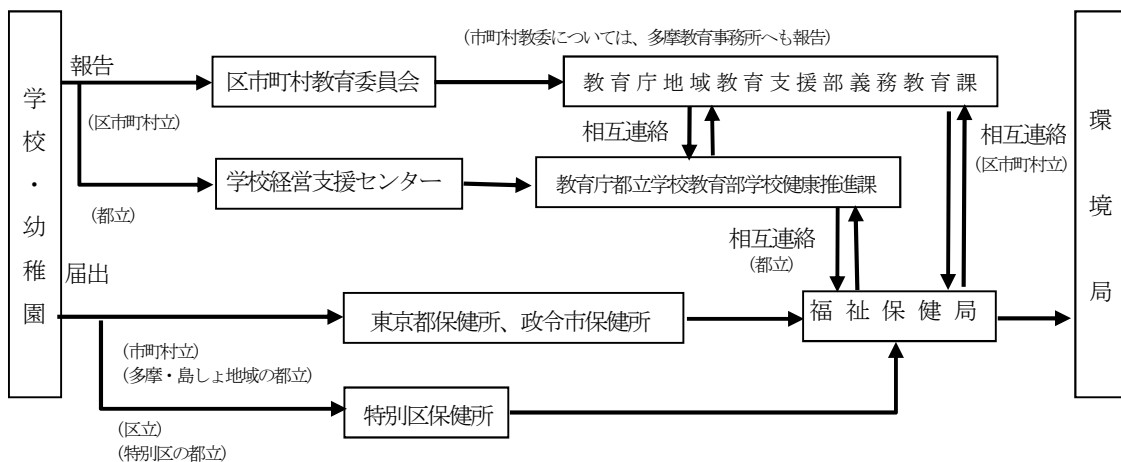 (市町村教委については、多摩教育事務所へも報告)
報告
区市町村教育委員会
教育庁地域教育支援部義務教育課
(区市町村立)
相互連絡
相互連絡
(区市町村立)
学校経営支援センター
教育庁都立学校教育部学校健康推進課
(都立)
相互連絡
(都立)
学校・幼稚園
環境局
届出
東京都保健所、政令市保健所
福祉保健局
(市町村立)
(多摩・島しょ地域の都立)
特別区保健所
(区立)
(特別区の都立)